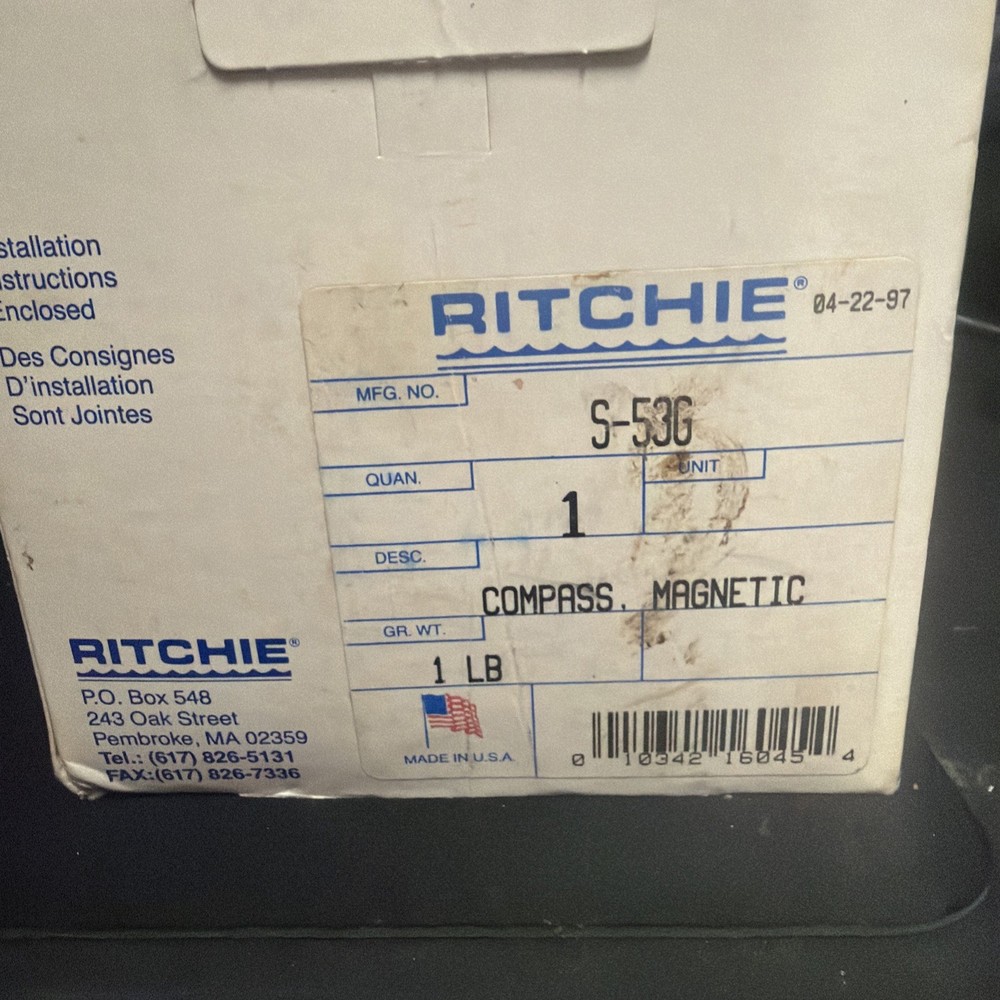 stallation
structions
Enclosed
Des Consignes
D'installation
Sont Jointes
RITCHIE®
P.O. Box 548
243 Oak Street
Pembroke, MA 02359
Tel.: (617) 826-5131
FAX:(617) 826-7336
RITCHIE® 04-22-97
MFG. NO.
S-53G
QUAN.
1
UNIT
DESC.
COMPASS, MAGNETIC
GR. WT.
1 LB
MADE IN U.S.A.
0 10342 16045 4